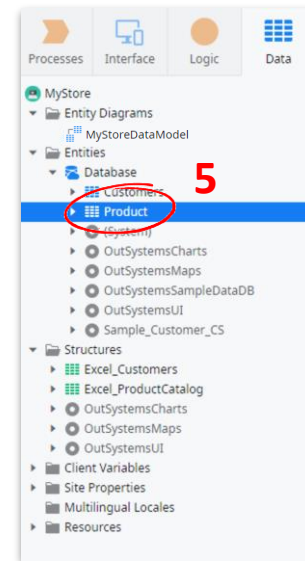 Processes Interface Logic Data
MyStore
Entity Diagrams
MyStoreDataModel
Entities
Database
5
Customers
Product
(System)
OutSystemsCharts
OutSystemsMaps
OutSystemsSampleDataDB
OutSystemsUI
Sample_Customer_CS
Structures
Excel_Customers
Excel_ProductCatalog
OutSystemsCharts
OutSystemsMaps
OutSystemsUI
Client Variables
Site Properties
Multilingual Locales
Resources